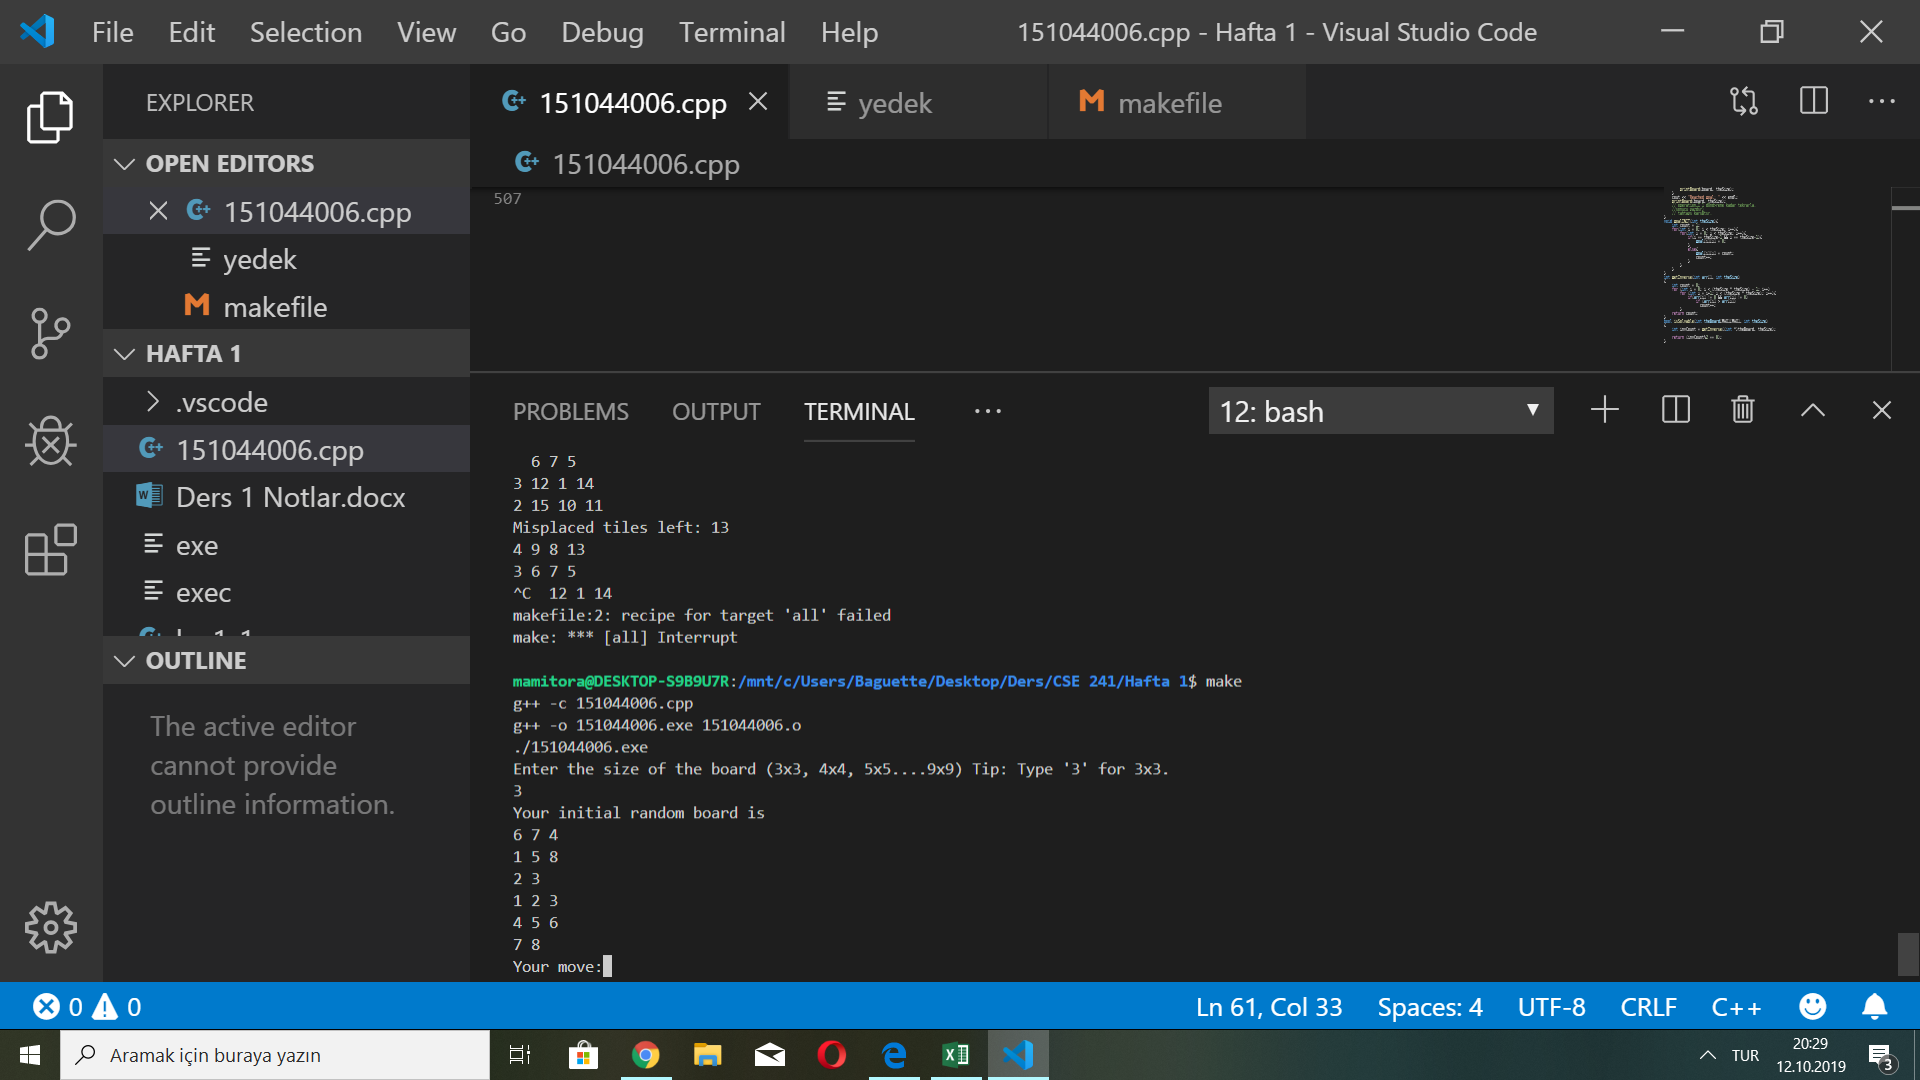 File Edit Selection View Go Debug Terminal Help 151044006.cpp - Hafta 1 - Visual Studio Code
EXPLORER
OPEN EDITORS
151044006.cpp
yedek
makefile
HAFTA 1
.vscode
151044006.cpp
Ders 1 Notlar.docx
exe
exec
OUTLINE
The active editor
cannot provide
outline information.
151044006.cpp yedek makefile
151044006.cpp
507
PROBLEMS OUTPUT TERMINAL ... 12: bash
6 7 5
3 12 1 14
2 15 10 11
Misplaced tiles left: 13
4 9 8 13
3 6 7 5
^C  12 1 14
makefile:2: recipe for target 'all' failed
make: *** [all] Interrupt
mamitora@DESKTOP-S9B9U7R:/mnt/c/Users/Baguette/Desktop/Ders/CSE 241/Hafta 1$ make
g++ -c 151044006.cpp
g++ -o 151044006.exe 151044006.o
./151044006.exe
Enter the size of the board (3x3, 4x4, 5x5....9x9) Tip: Type '3' for 3x3.
3
Your initial random board is
6 7 4
1 5 8
2 3
1 2 3
4 5 6
7 8
Your move:
0 0 Ln 61, Col 33 Spaces: 4 UTF-8 CRLF C++
Aramak için buraya yazın TUR 20:29
12.10.2019 3